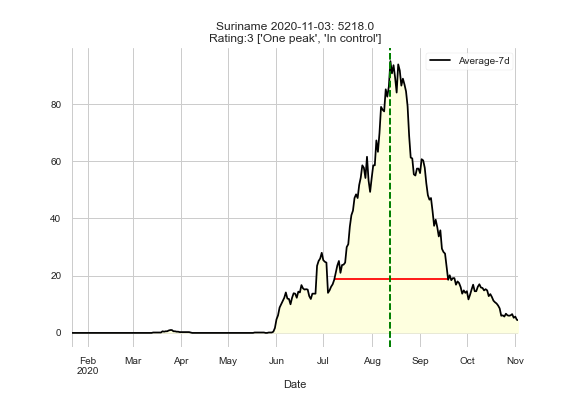 Suriname 2020-11-03: 5218.0
Rating:3 ['One peak', 'In control']
Average-7d
80
60
40
20
0
Feb Mar Apr May Jun Jul Aug Sep Oct Nov
2020
Date